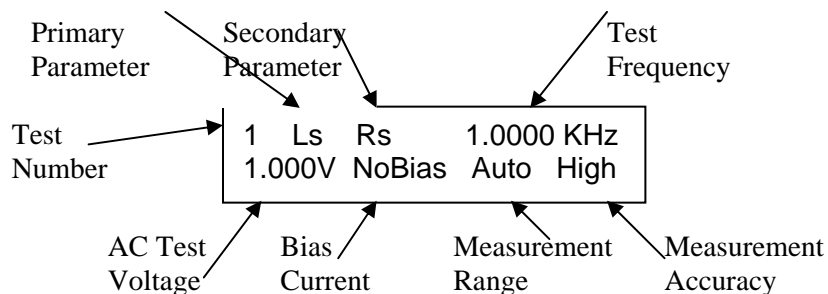 Primary
Parameter
Secondary
Parameter
Test
Frequency
Test
Number
1 Ls Rs 1.0000 KHz
1.000V NoBias Auto High
AC Test
Voltage
Bias
Current
Measurement
Range
Measurement
Accuracy